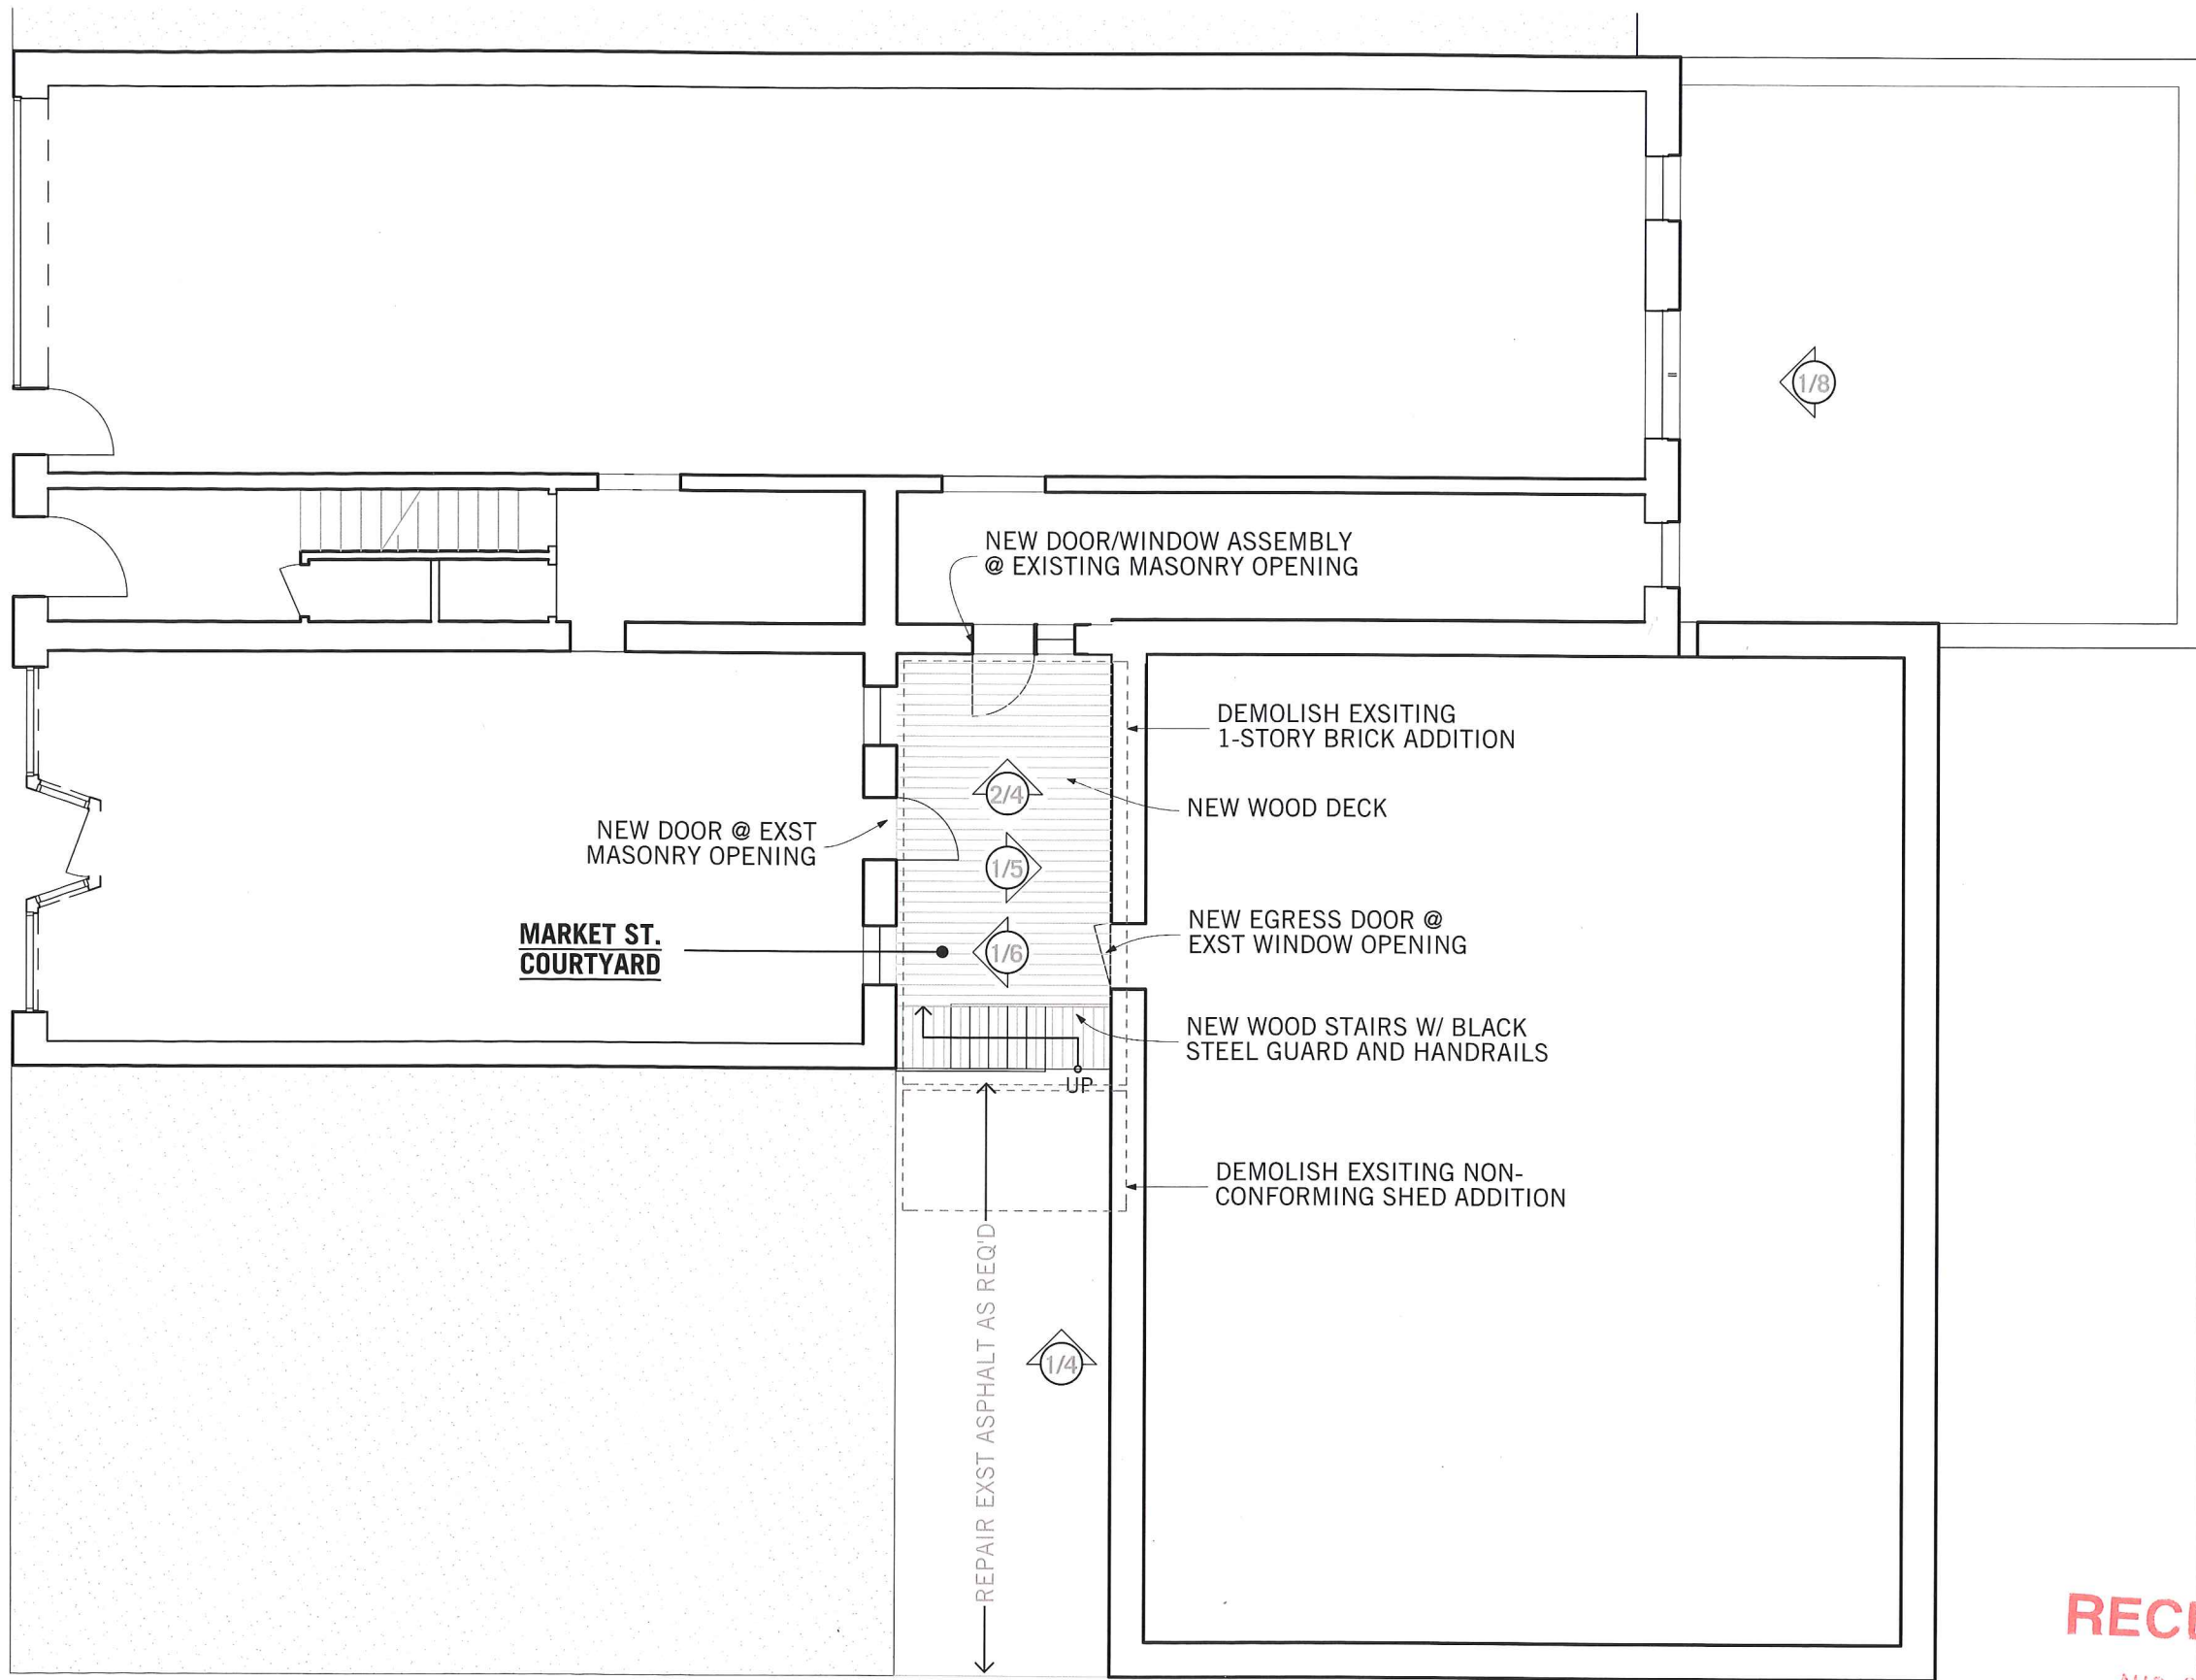 1/8
NEW DOOR/WINDOW ASSEMBLY
@ EXISTING MASONRY OPENING
DEMOLISH EXSITING
1-STORY BRICK ADDITION
2/4
NEW WOOD DECK
NEW DOOR @ EXST
MASONRY OPENING
1/5
MARKET ST.
COURTYARD
1/6
NEW EGRESS DOOR @
EXST WINDOW OPENING
NEW WOOD STAIRS W/ BLACK
STEEL GUARD AND HANDRAILS
UP
DEMOLISH EXSITING NON-
CONFORMING SHED ADDITION
REPAIR EXST ASPHALT AS REQ'D
1/4